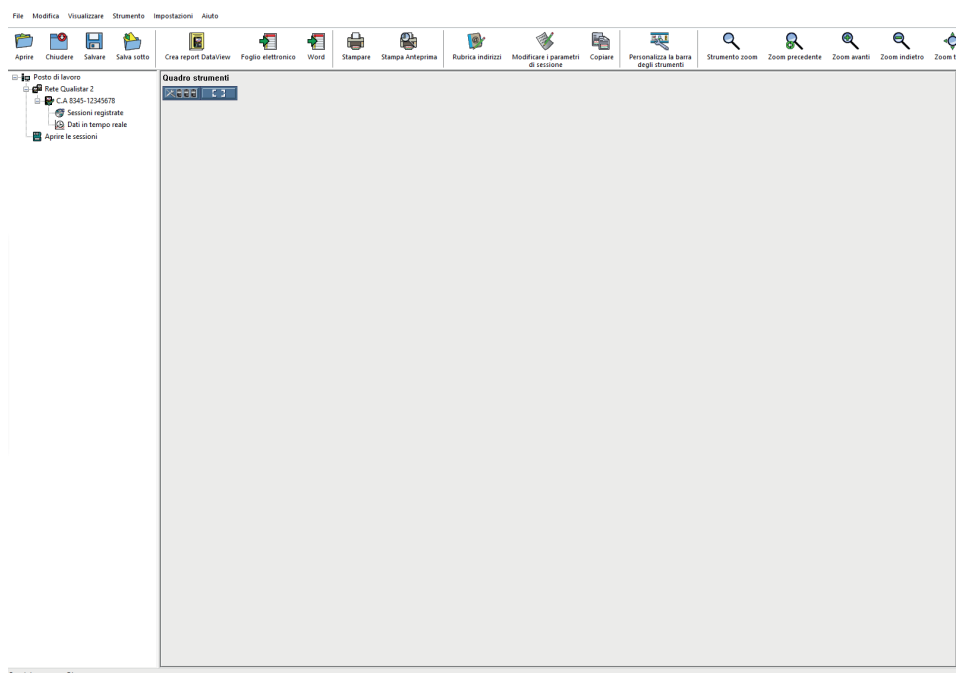 File Modifica Visualizzare Strumento Impostazioni Aiuto
Aprire Chiudere Salvare Salva sotto Crea report DataView Foglio elettronico Word Stampare Stampa Anteprima Rubrica indirizzi Modificare i parametri di sessione Copiare Personalizza la barra degli strumenti Strumento zoom Zoom precedente Zoom avanti Zoom indietro Zoom
Posto di lavoro
Quadro strumenti
Rete Qualistar 2
C.A 8345-12345678
Sessioni registrate
Dati in tempo reale
Aprire le sessioni